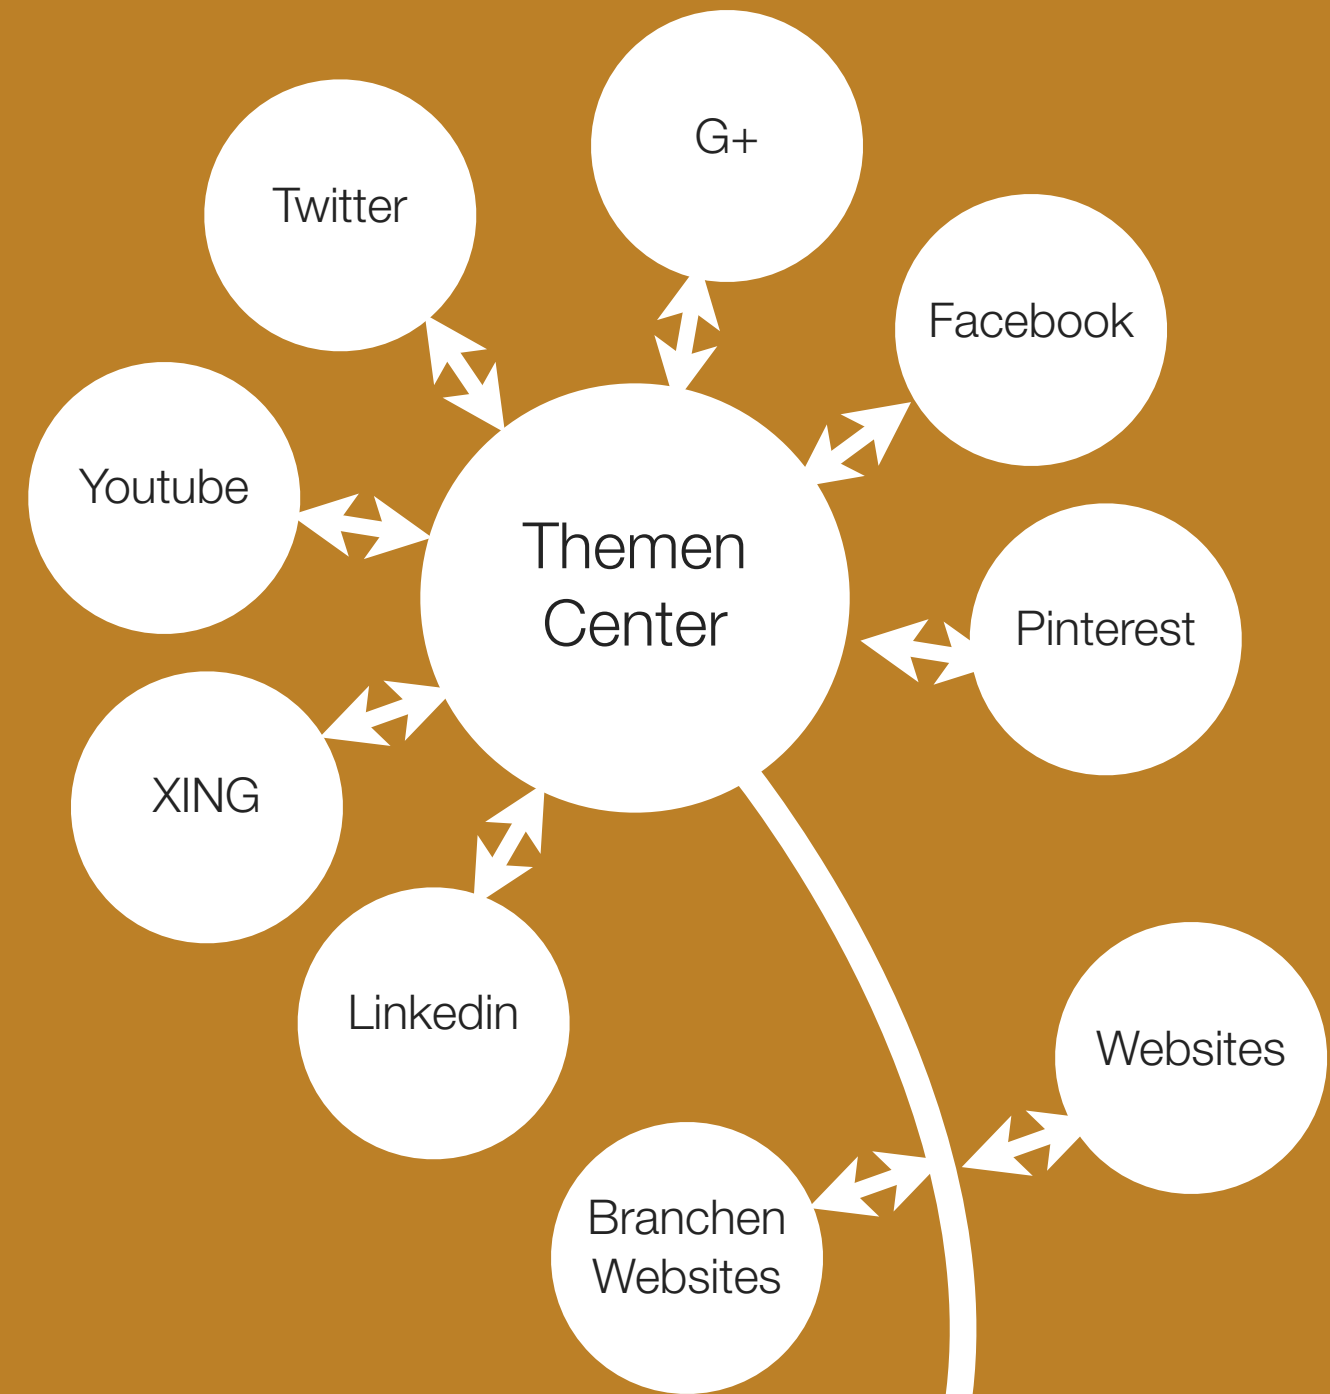 G+
Twitter
Facebook
Youtube
Themen
Center
Pinterest
XING
Linkedin
Websites
Branchen
Websites